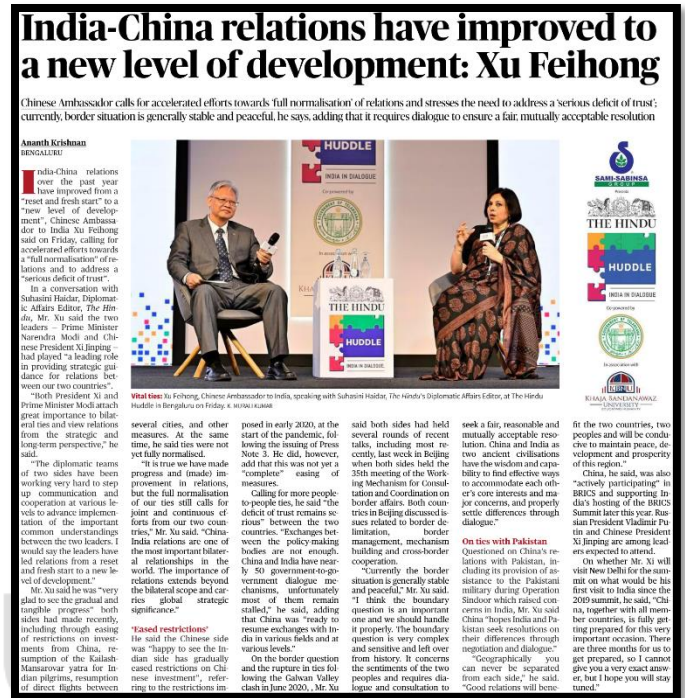 India-China relations have improved to
a new level of development: Xu Feihong
Chinese Ambassador calls for accelerated efforts towards ‘full normalisation’ of relations and stresses the need to address a ‘serious deficit of trust’;
currently, border situation is generally stable and peaceful, he says, adding that it requires dialogue to ensure a fair, mutually acceptable resolution
Ananth Krishnan
BENGALURU
India-China relations
over the past year
have improved from a
“reset and fresh start” to a
“new level of develop-
ment”, Chinese Ambassa-
dor to India Xu Feihong
said on Friday, calling for
accelerated efforts towards
a “full normalisation” of re-
lations and to address a
“serious deficit of trust”.
In a conversation with
Suhasini Haidar, Diplomat-
ic Affairs Editor, The Hin-
du, Mr. Xu said the two
leaders – Prime Minister
Narendra Modi and Chi-
nese President Xi Jinping –
had played “a leading role
in providing strategic gui-
dance for relations bet-
ween our two countries”.
“Both President Xi and
Prime Minister Modi attach
great importance to bilat-
eral ties and view relations
from the strategic and
long-term perspective,” he
said.
“The diplomatic teams
of two sides have been
working very hard to step
up communication and
cooperation at various le-
vels to advance implemen-
tation of the important
common understandings
between the two leaders. I
would say the leaders have
led relations from a reset
and fresh start to a new le-
vel of development.”
Mr. Xu said he was “very
glad to see the gradual and
tangible progress” both
sides had made recently,
including through easing
of restrictions on invest-
ments from China, re-
sumption of the Kailash-
Mansarovar yatra for In-
dian pilgrims, resumption
of direct flights between
HUDDLE
INDIA IN DIALOGUE
Co-powered by
THE HINDU
HUDDLE
INDIA IN DIALOGUE
SAMI-SABINSA
GROUP
Presents
THE HINDU
HUDDLE
INDIA IN DIALOGUE
Co-powered by
In association with
KHAJA BANDANAWAZ
UNIVERSITY
Vital ties: Xu Feihong, Chinese Ambassador to India, speaking with Suhasini Haidar, The Hindu’s Diplomatic Affairs Editor, at The Hindu
Huddle in Bengaluru on Friday. K. MURALI KUMAR
several cities, and other
measures. At the same
time, he said ties were not
yet fully normalised.
“It is true we have made
progress and (made) im-
provement in relations,
but the full normalisation
of our ties still calls for
joint and continuous ef-
forts from our two coun-
tries,” Mr. Xu said. “China-
India relations are one of
the most important bilater-
al relationships in the
world. The importance of
relations extends beyond
the bilateral scope and car-
ries global strategic
significance.”
‘Eased restrictions’
He said the Chinese side
was “happy to see the In-
dian side has gradually
eased restrictions on Chi-
nese investment”, refer-
ring to the restrictions im-
posed in early 2020, at the
start of the pandemic, fol-
lowing the issuing of Press
Note 3. He did, however,
add that this was not yet a
“complete” easing of
measures.
Calling for more people-
to-people ties, he said “the
deficit of trust remains se-
rious” between the two
countries. “Exchanges bet-
ween the policy-making
bodies are not enough.
China and India have near-
ly 50 government-to-go-
vernment dialogue me-
chanisms, unfortunately
most of them remain
stalled,” he said, adding
that China was “ready to
resume exchanges with In-
dia in various fields and at
various levels.”
On the border question
and the rupture in ties fol-
lowing the Galwan Valley
clash in June 2020, , Mr. Xu
said both sides had held
several rounds of recent
talks, including most re-
cently, last week in Beijing
when both sides held the
35th meeting of the Work-
ing Mechanism for Consul-
tation and Coordination on
border affairs. Both coun-
tries in Beijing discussed is-
sues related to border de-
limitation, border
management, mechanism
building and cross-border
cooperation.
“Currently the border
situation is generally stable
and peaceful,” Mr. Xu said.
“I think the boundary
question is an important
one and we should handle
it properly. The boundary
question is very complex
and sensitive and left over
from history. It concerns
the sentiments of the two
peoples and requires dia-
logue and consultation to
seek a fair, reasonable and
mutually acceptable reso-
lution. China and India as
two ancient civilisations
have the wisdom and capa-
bility to find effective ways
to accommodate each oth-
er’s core interests and ma-
jor concerns, and properly
settle differences through
dialogue.”
On ties with Pakistan
Questioned on China’s re-
lations with Pakistan, in-
cluding its provision of as-
sistance to the Pakistani
military during Operation
Sindoor which raised con-
cerns in India, Mr. Xu said
China “hopes India and Pa-
kistan seek resolutions on
their differences through
negotiation and dialogue.”
“Geographically you
can never be separated
from each side,” he said.
“Good relations will bene-
fit the two countries, two
peoples and will be condu-
cive to maintain peace, de-
velopment and prosperity
of this region.”
China, he said, was also
“actively participating” in
BRICS and supporting In-
dia’s hosting of the BRICS
Summit later this year. Rus-
sian President Vladimir Pu-
tin and Chinese President
Xi Jinping are among lead-
ers expected to attend.
On whether Mr. Xi will
visit New Delhi for the sum-
mit on what would be his
first visit to India since the
2019 summit, he said, “Chi-
na, together with all mem-
ber countries, is fully get-
ting prepared for this very
important occasion. There
are three months for us to
get prepared, so I cannot
give you a very exact answ-
er, but I hope you will stay
tuned.”